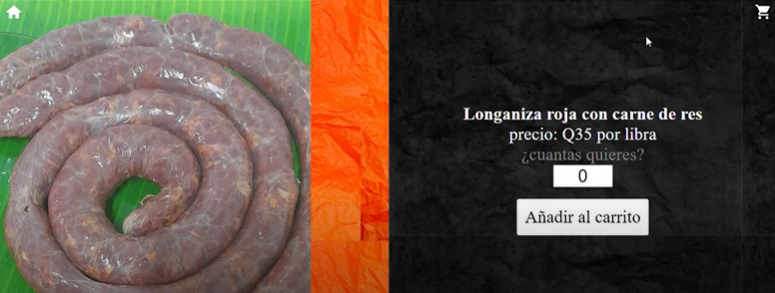 Longaniza roja con carne de res
precio: Q35 por libra
¿cuantas quieres?
0
Añadir al carrito